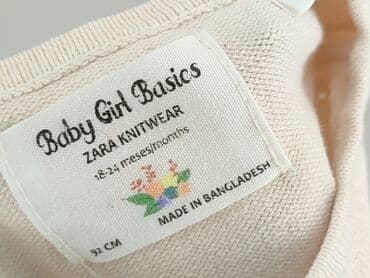 Baby Girl Basics
ZARA KNITWEAR
18-24 meses/months
MADE IN BANGLADESH
92 CM